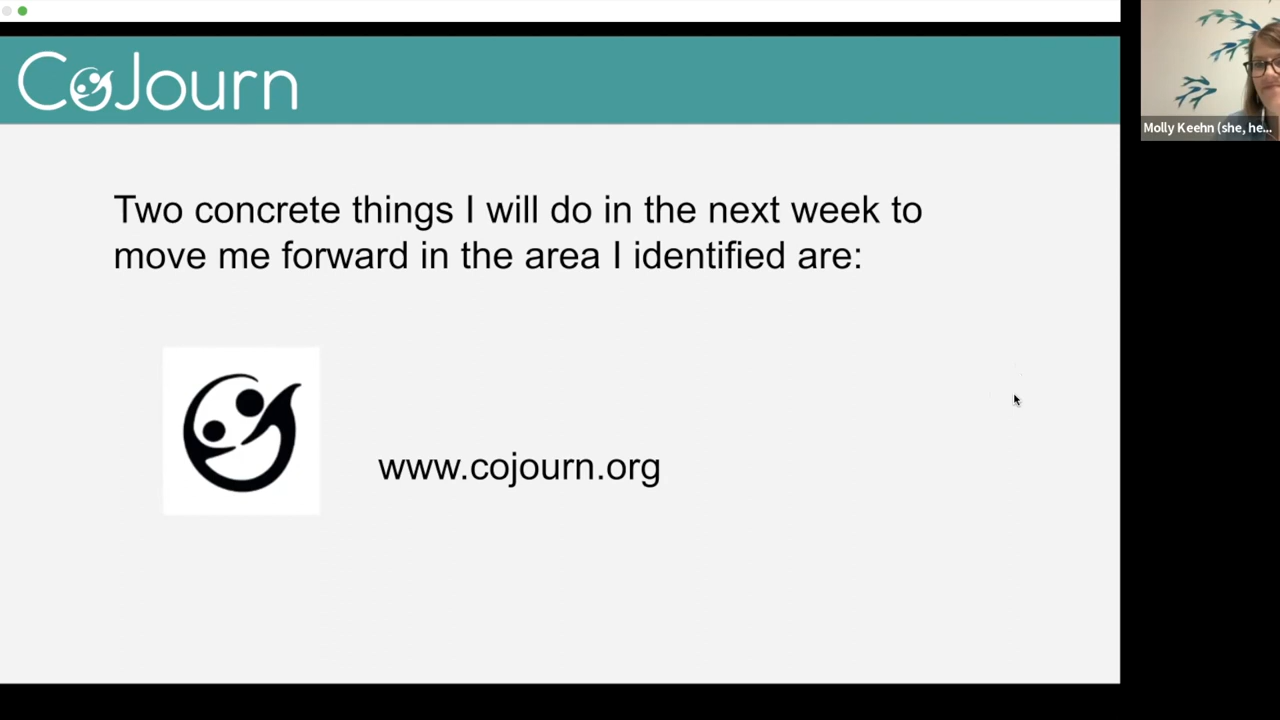 CoJourn
Molly Keehn (she, he...
Two concrete things I will do in the next week to
move me forward in the area I identified are:
www.cojourn.org